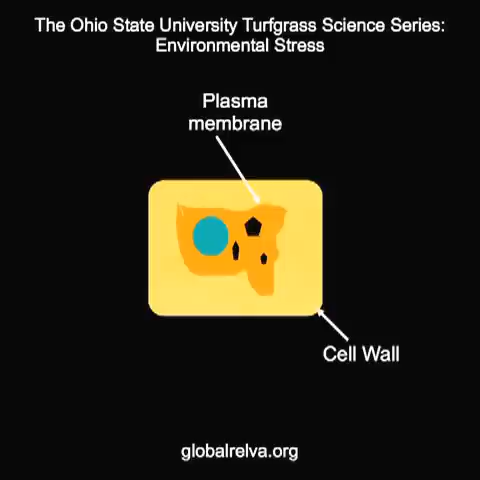 The Ohio State University Turfgrass Science Series:
Environmental Stress
Plasma
membrane
Cell Wall
globalrelva.org